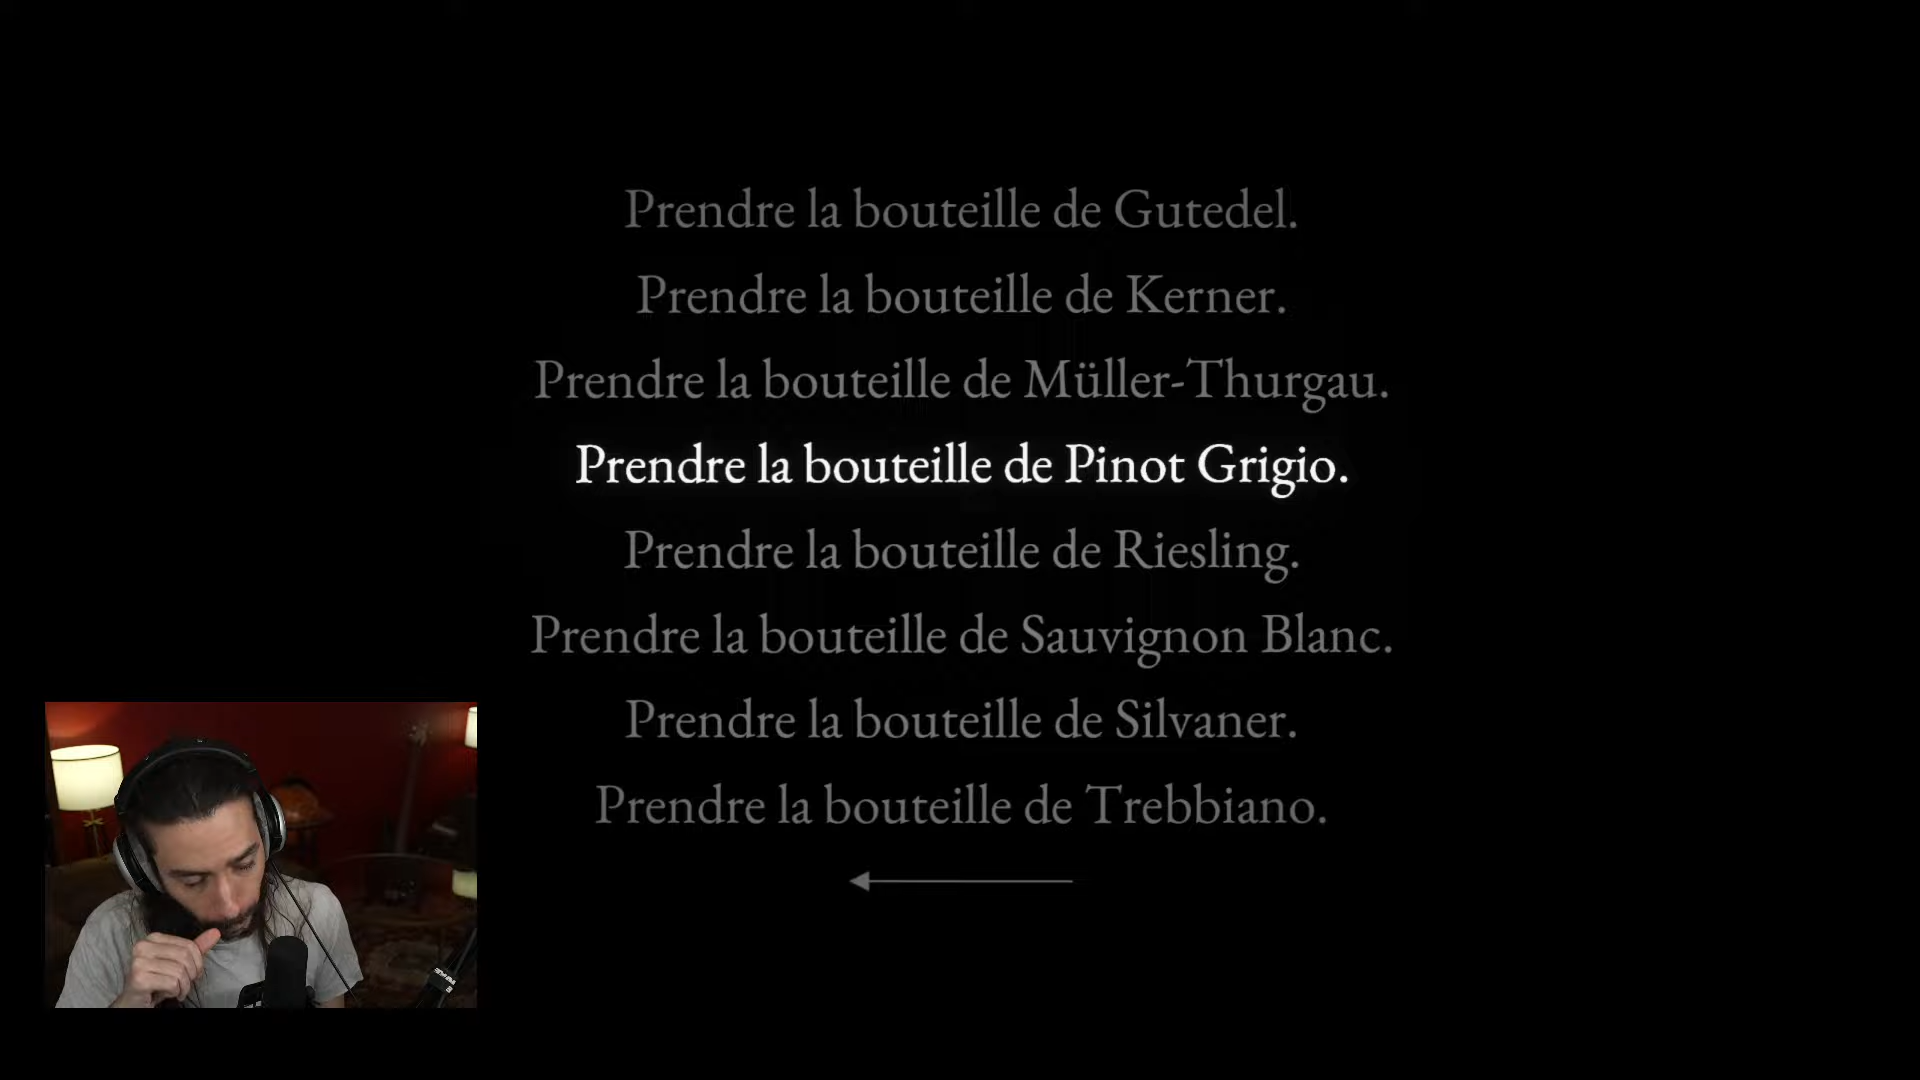 Prendre la bouteille de Gutedel.
Prendre la bouteille de Kerner.
Prendre la bouteille de Müller-Thurgau.
Prendre la bouteille de Pinot Grigio.
Prendre la bouteille de Riesling.
Prendre la bouteille de Sauvignon Blanc.
Prendre la bouteille de Silvaner.
Prendre la bouteille de Trebbiano.